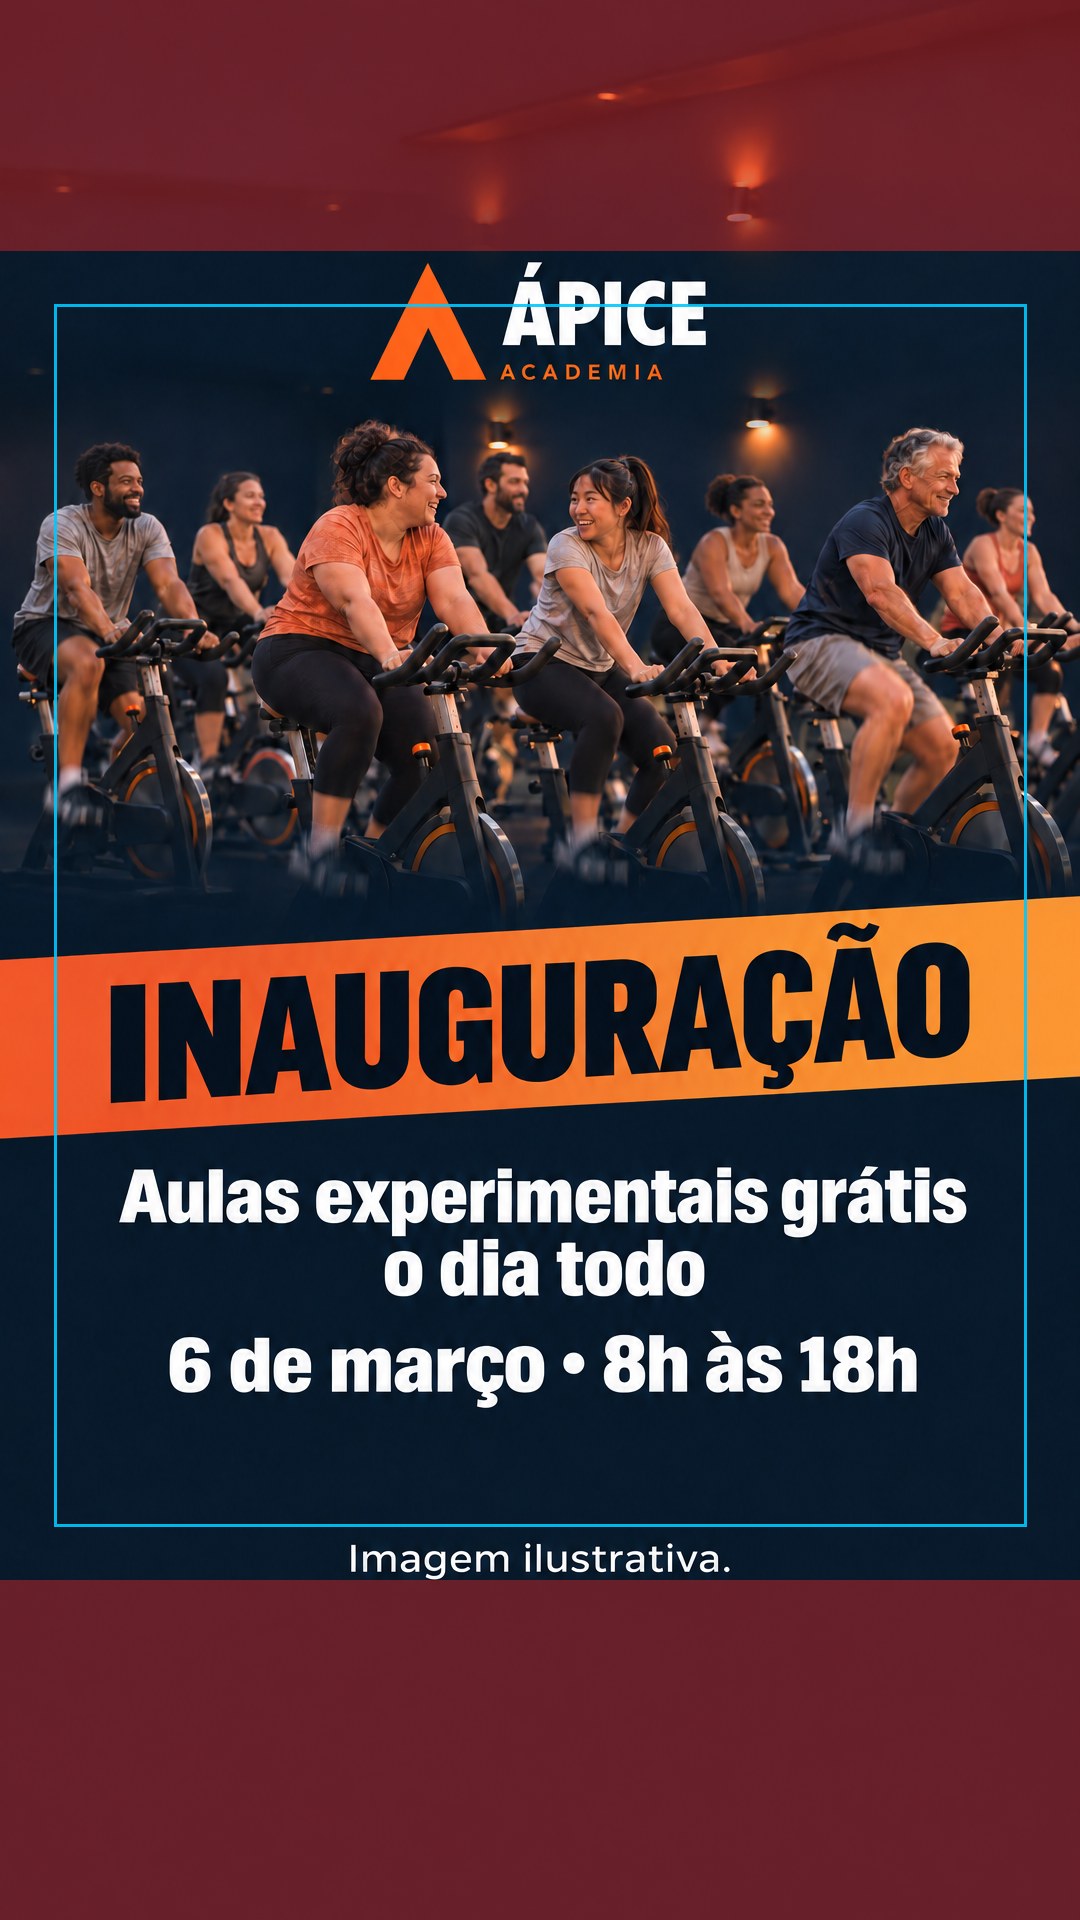 ÁPICE
ACADEMIA
INAUGURAÇÃO
Aulas experimentais grátis
o dia todo
6 de março • 8h às 18h
Imagem ilustrativa.